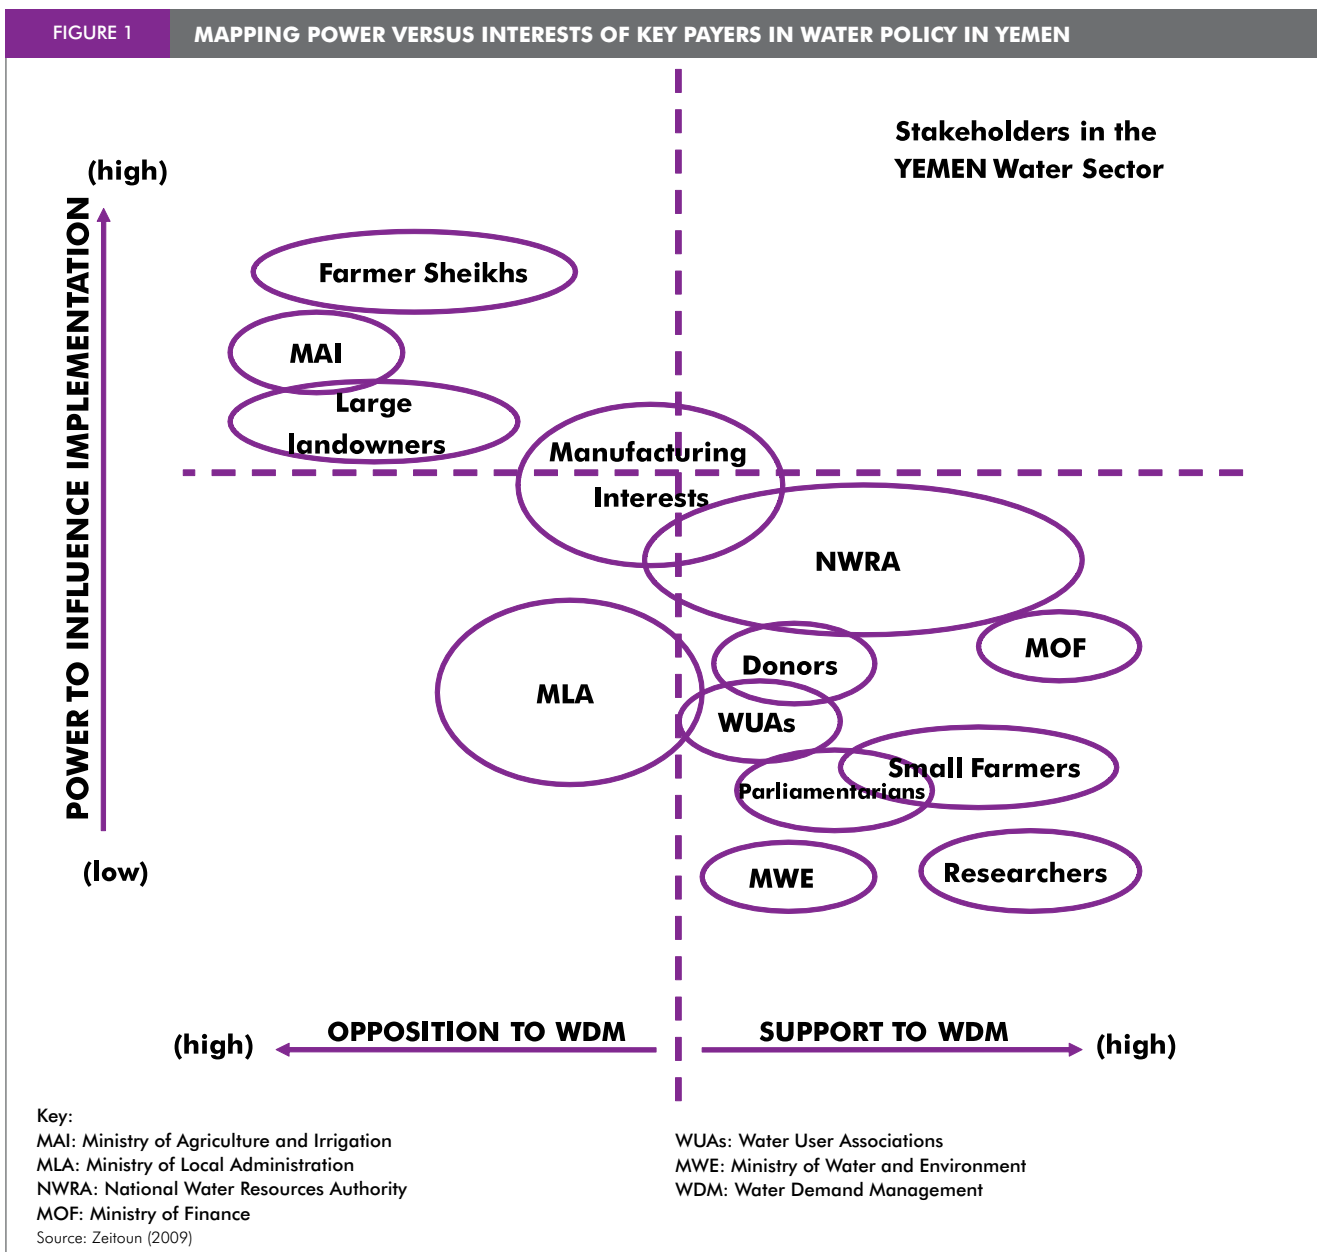 FIGURE 1
MAPPING POWER VERSUS INTERESTS OF KEY PAYERS IN WATER POLICY IN YEMEN
Stakeholders in the
YEMEN Water Sector
(high)
POWER TO INFLUENCE IMPLEMENTATION
(low)
Farmer Sheikhs
MAI
Large
landowners
Manufacturing
Interests
NWRA
MOF
Donors
MLA
WUAs
Small Farmers
Parliamentarians
MWE
Researchers
(high)
OPPOSITION TO WDM
SUPPORT TO WDM
(high)
Key:
MAI: Ministry of Agriculture and Irrigation
MLA: Ministry of Local Administration
NWRA: National Water Resources Authority
MOF: Ministry of Finance
WUAs: Water User Associations
MWE: Ministry of Water and Environment
WDM: Water Demand Management
Source: Zeitoun (2009)